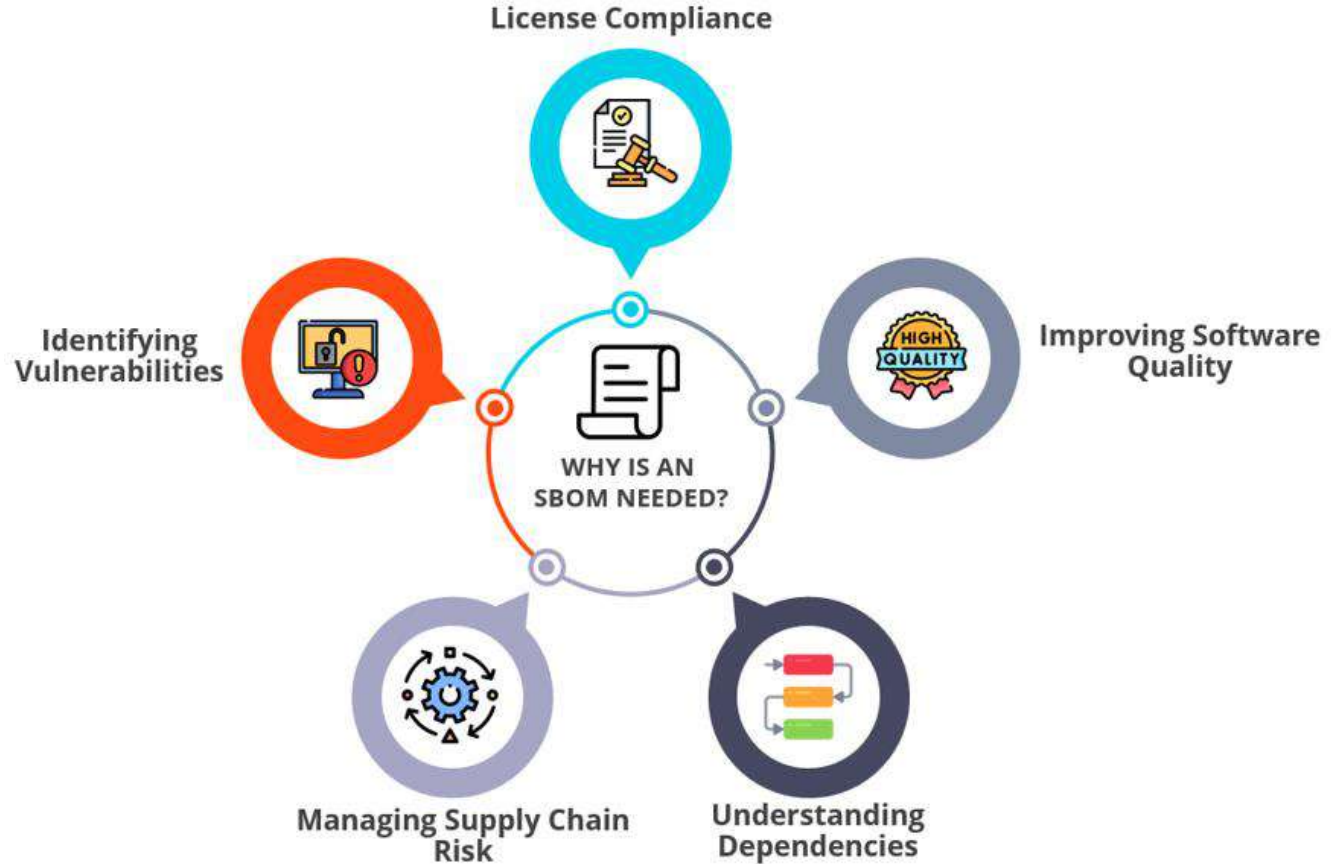 License Compliance
Identifying
Vulnerabilities
HIGH
QUALITY
Improving Software
Quality
WHY IS AN
SBOM NEEDED?
Managing Supply Chain
Risk
Understanding
Dependencies